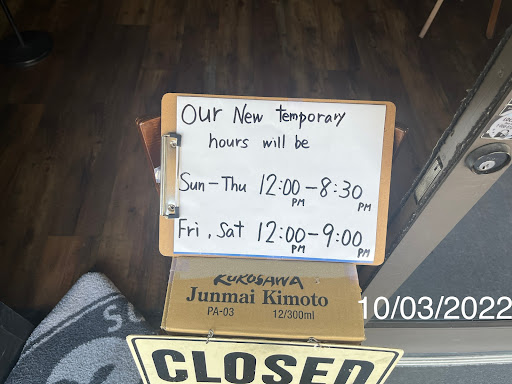 Our New temporary
hours will be
Sun-Thu 12:00 PM-8:30 PM
Fri, Sat 12:00 PM-9:00 PM
KUROSAWA
Junmai Kimoto
PA-03 12/300ml
10/03/2022
CLOSED